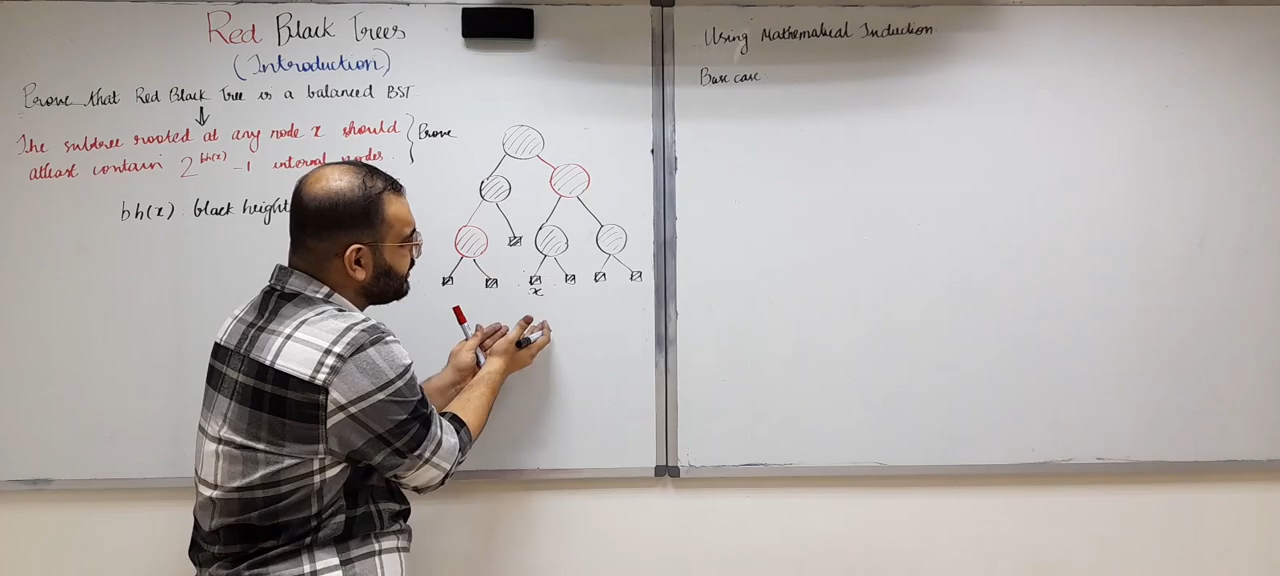 Red Black Trees
(Introduction)
Prove that Red Black Tree is a balanced BST
The subtree rooted at any node x should
atleast contain 2^bh(x) - 1 internal nodes.
Prove
bh(x) black height
x
Using Mathematical Induction
Base case